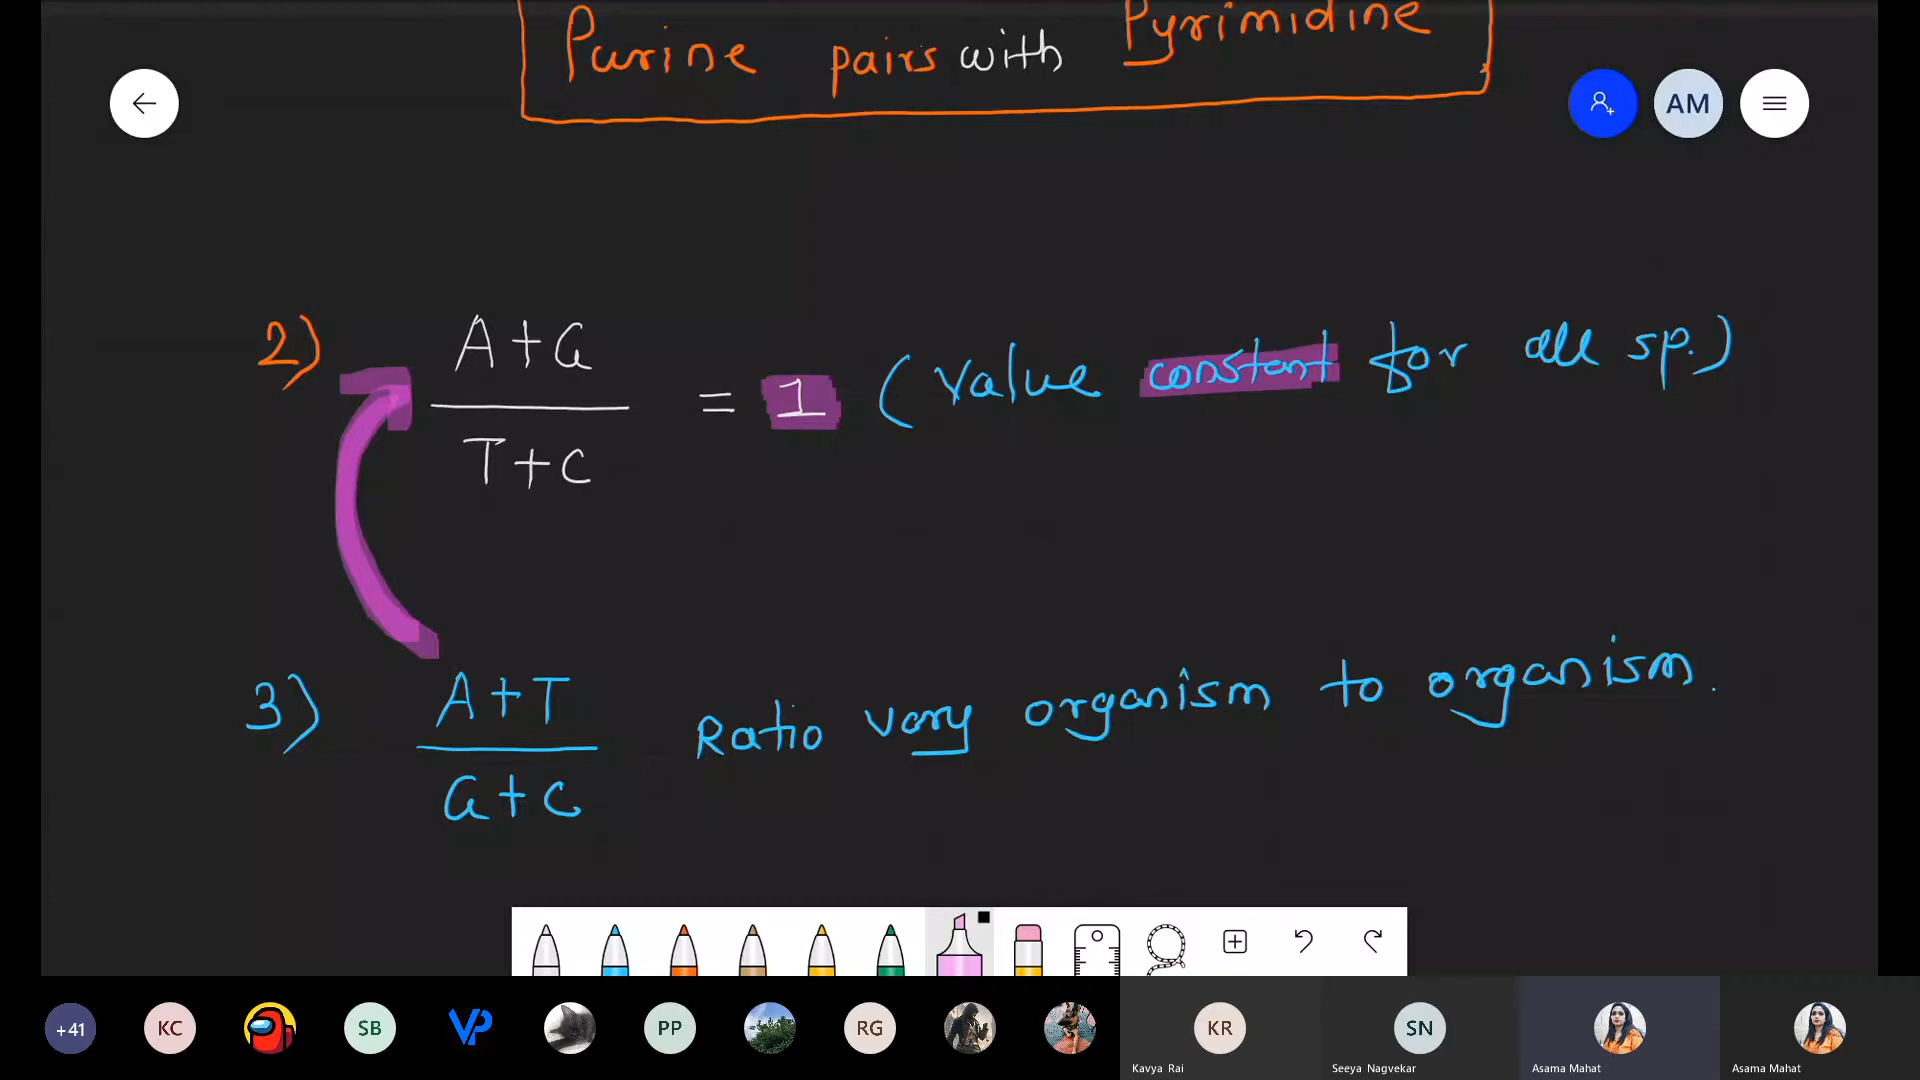 Purine pairs with Pyrimidine
AM
2) A+G
= 1 (Value constant for all sp.)
T+C
3) A+T
Ratio vary organism to organism.
G+C
+41
KC
SB
VP
PP
RG
KR
SN
Kavya Rai
Seeya Nagvekar
Asama Mahat
Asama Mahat